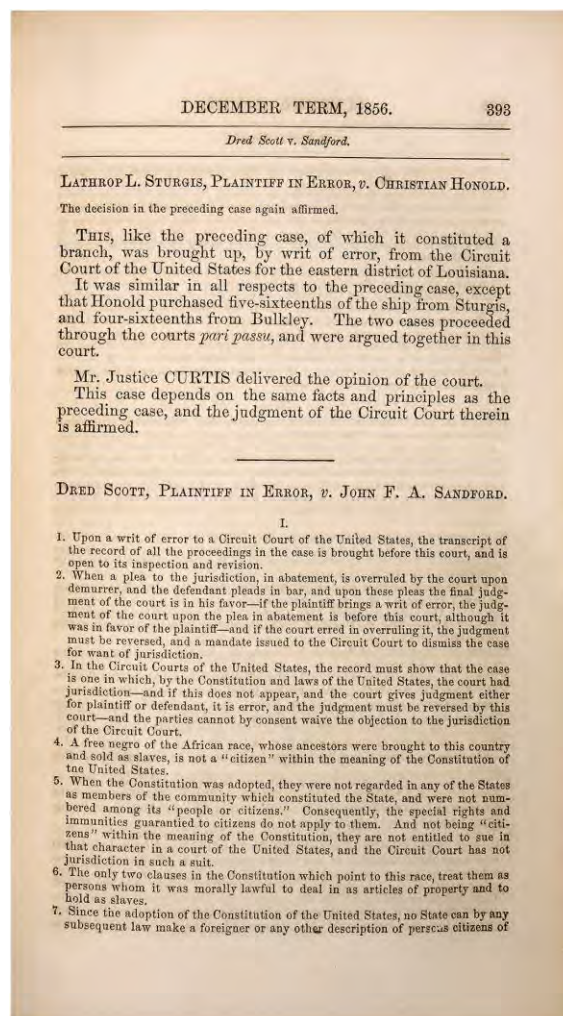 DECEMBER TERM, 1856. 393
Dred Scott v. Sandford.
LATHROP L. STURGIS, PLAINTIFF IN ERROR, v. CHRISTIAN HONOLD.
The decision in the preceding case again affirmed.
THIS, like the preceding case, of which it constituted a
branch, was brought up, by writ of error, from the Circuit
Court of the United States for the eastern district of Louisiana.
It was similar in all respects to the preceding case, except
that Honold purchased five-sixteenths of the ship from Sturgis,
and four-sixteenths from Bulkley. The two cases proceeded
through the courts pari passu, and were argued together in this
court.
Mr. Justice CURTIS delivered the opinion of the court.
This case depends on the same facts and principles as the
preceding case, and the judgment of the Circuit Court therein
is affirmed.
DRED SCOTT, PLAINTIFF IN ERROR, v. JOHN F. A. SANDFORD.
I.
1. Upon a writ of error to a Circuit Court of the United States, the transcript of
the record of all the proceedings in the case is brought before this court, and is
open to its inspection and revision.
2. When a plea to the jurisdiction, in abatement, is overruled by the court upon
demurrer, and the defendant pleads in bar, and upon these pleas the final judg-
ment of the court is in his favor—if the plaintiff brings a writ of error, the judg-
ment of the court upon the plea in abatement is before this court, although it
was in favor of the plaintiff—and if the court erred in overruling it, the judgment
must be reversed, and a mandate issued to the Circuit Court to dismiss the case
for want of jurisdiction.
3. In the Circuit Courts of the United States, the record must show that the case
is one in which, by the Constitution and laws of the United States, the court had
jurisdiction—and if this does not appear, and the court gives judgment either
for plaintiff or defendant, it is error, and the judgment must be reversed by this
court—and the parties cannot by consent waive the objection to the jurisdiction
of the Circuit Court.
4. A free negro of the African race, whose ancestors were brought to this country
and sold as slaves, is not a "citizen" within the meaning of the Constitution of
tne United States.
5. When the Constitution was adopted, they were not regarded in any of the States
as members of the community which constituted the State, and were not num-
bered among its "people or citizens." Consequently, the special rights and
immunities guarantied to citizens do not apply to them. And not being "citi-
zens" within the meaning of the Constitution, they are not entitled to sue in
that character in a court of the United States, and the Circuit Court has not
jurisdiction in such a suit.
6. The only two clauses in the Constitution which point to this race, treat them as
persons whom it was morally lawful to deal in as articles of property and to
hold as slaves.
7. Since the adoption of the Constitution of the United States, no State can by any
subsequent law make a foreigner or any other description of persons citizens of